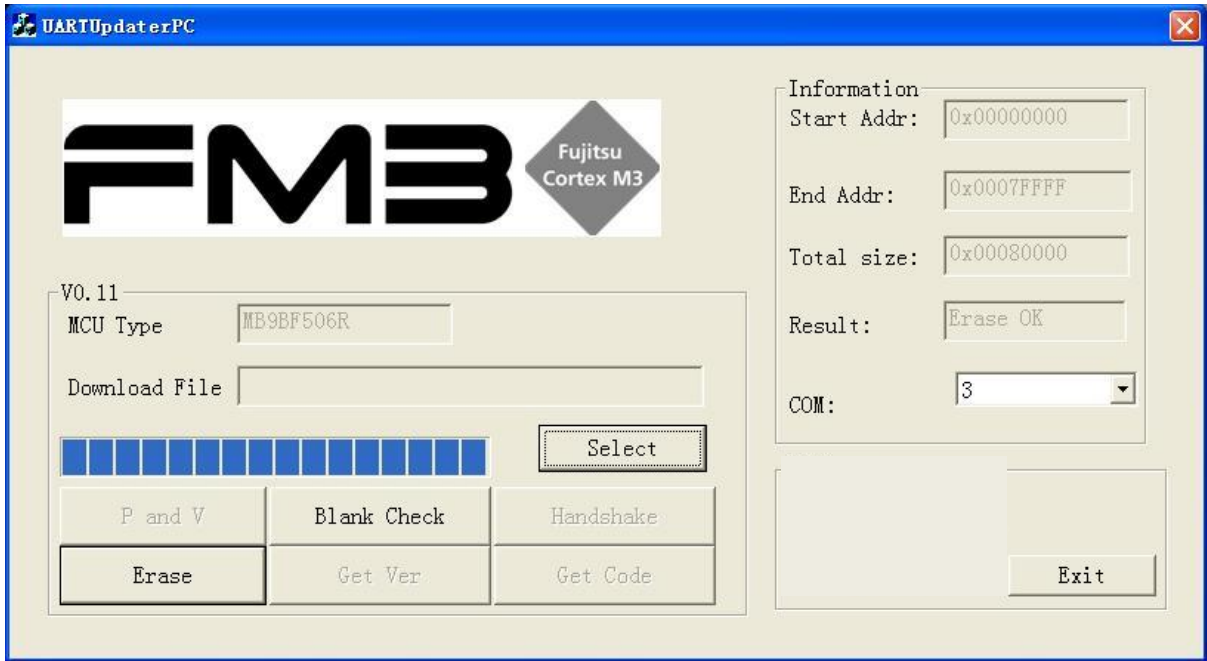 UARTUpdaterPC
FM3
Fujitsu
Cortex M3
V0.11
MCU Type MB9BF506R
Download File
Select
P and V Blank Check Handshake
Erase Get Ver Get Code
Information
Start Addr: 0x00000000
End Addr: 0x0007FFFF
Total size: 0x00080000
Result: Erase OK
COM: 3
Exit